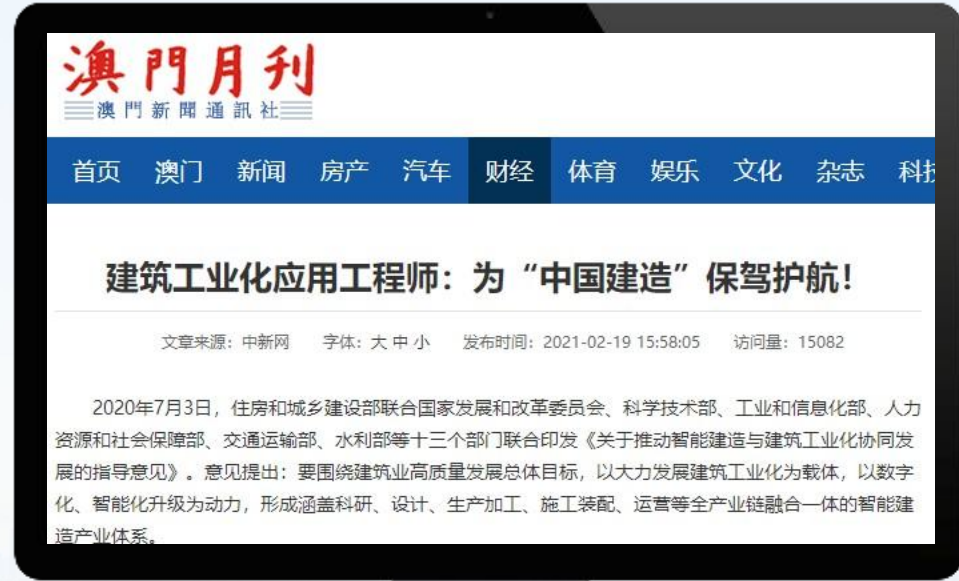 澳門月刊
澳門新聞通訊社
首页 澳门 新闻 房产 汽车 财经 体育 娱乐 文化 杂志 科技
建筑工业化应用工程师：为“中国建造”保驾护航！
文章来源：中新网 字体：大 中 小 发布时间：2021-02-19 15:58:05 访问量：15082
2020年7月3日，住房和城乡建设部联合国家发展和改革委员会、科学技术部、工业和信息化部、人力
资源和社会保障部、交通运输部、水利部等十三个部门联合印发《关于推动智能建造与建筑工业化协同发
展的指导意见》。意见提出：要围绕建筑业高质量发展总体目标，以大力发展建筑工业化为载体，以数字
化、智能化升级为动力，形成涵盖科研、设计、生产加工、施工装配、运营等全产业链融合一体的智能建
造产业体系。